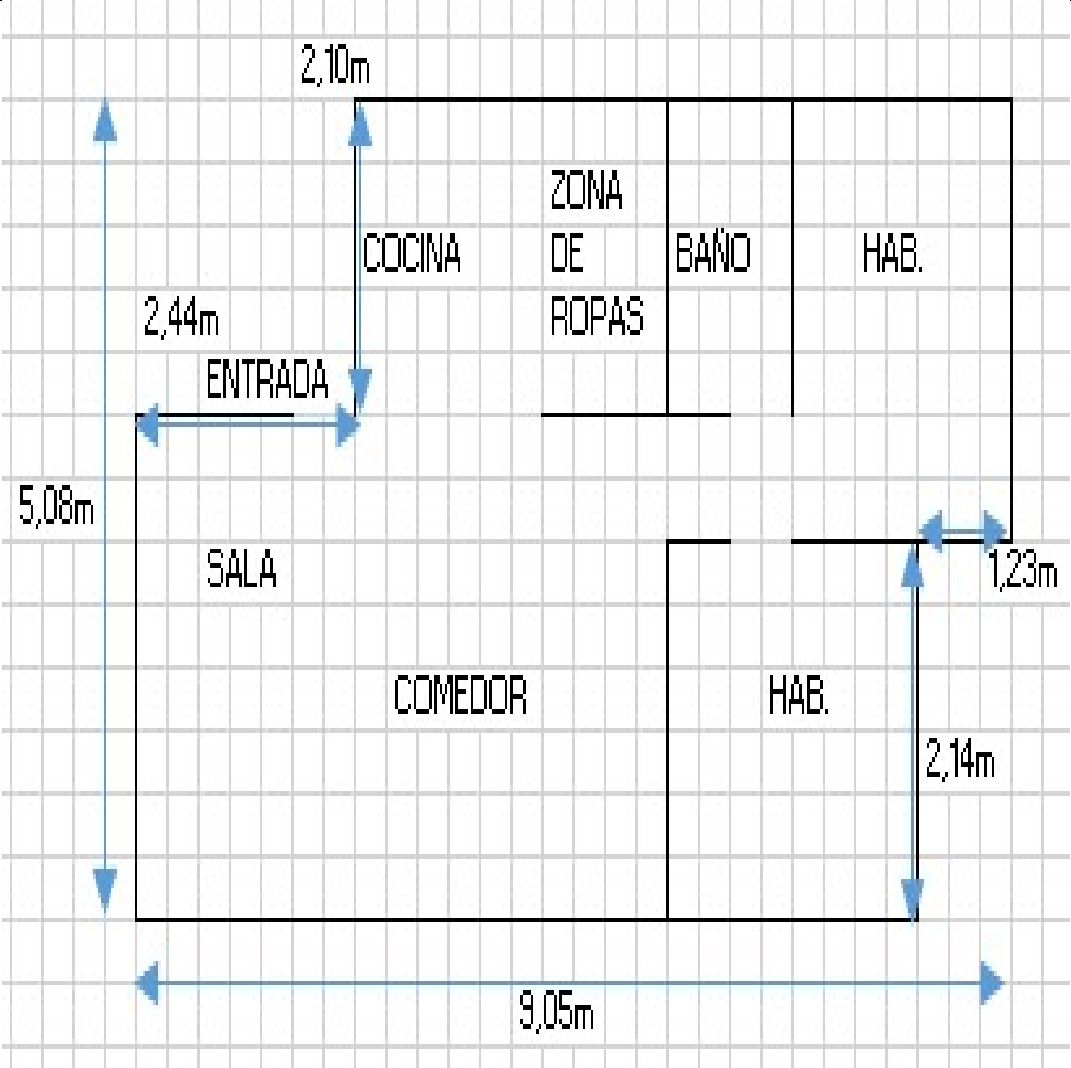 2,10m
ZONA
DE
ROPAS
COCINA
BAÑO
HAB.
2,44m
ENTRADA
5,08m
SALA
1,23m
COMEDOR
HAB.
2,14m
9,05m